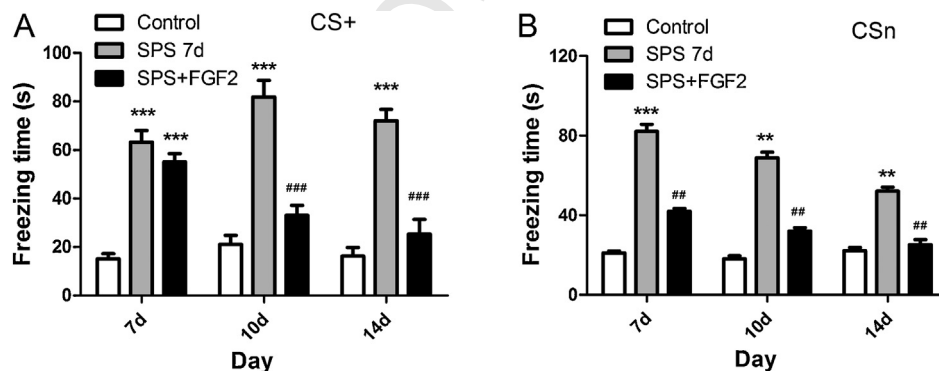 A
CS+
Control
SPS 7d
SPS+FGF2
Freezing time (s)
100
80
60
40
20
0
***
***
***
###
***
###
7d
10d
14d
Day
B
CSn
Control
SPS 7d
SPS+FGF2
Freezing time (s)
120
80
40
0
***
##
**
##
**
##
7d
10d
14d
Day